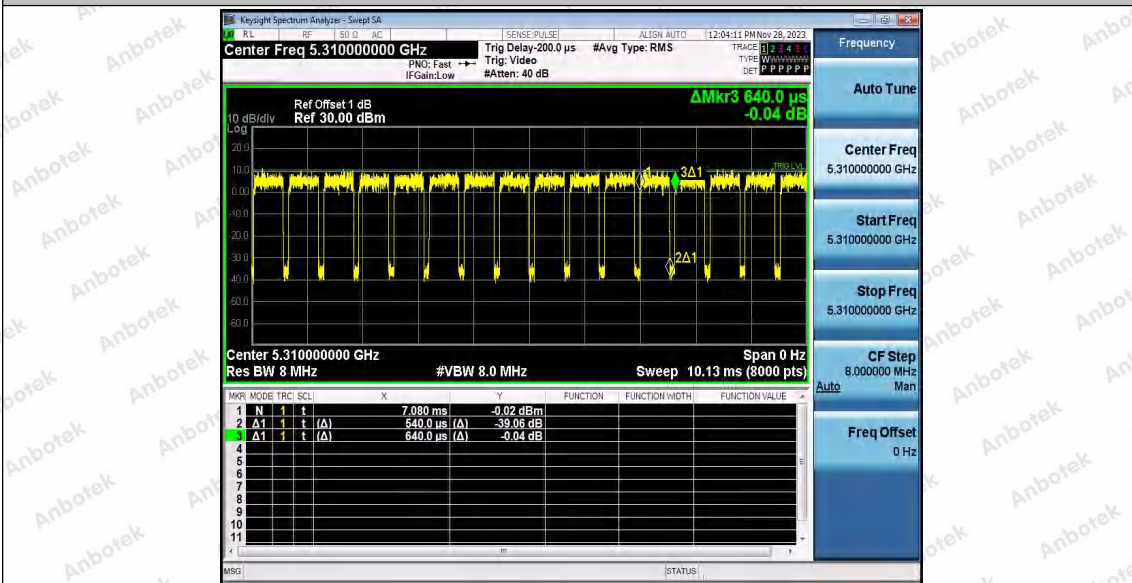 Keysight Spectrum Analyzer - Swept SA
RL RF 50 Ω AC SENSE:PULSE ALIGN AUTO 12:04:11 PM Nov 28, 2023
Center Freq 5.310000000 GHz
PNO: Fast
IFGain:Low
Trig Delay-200.0 µs
Trig: Video
#Atten: 40 dB
#Avg Type: RMS
TRACE 1 2 3 4 5 6
TYPE WWWWWW
DET P P P P P P
ΔMkr3 640.0 µs
-0.04 dB
Ref Offset 1 dB
10 dB/div Ref 30.00 dBm
Log
20.0
10.0
0.00
-10.0
-20.0
-30.0
-40.0
-50.0
-60.0
TRIG LVL
1
3Δ1
2Δ1
Center 5.310000000 GHz Span 0 Hz
Res BW 8 MHz #VBW 8.0 MHz Sweep 10.13 ms (8000 pts)
MKR MODE TRC SCL X Y FUNCTION FUNCTION WIDTH FUNCTION VALUE
1 N 1 t 7.080 ms -0.02 dBm
2 Δ1 1 t (Δ) 540.0 µs (Δ) -39.06 dB
3 Δ1 1 t (Δ) 640.0 µs (Δ) -0.04 dB
4
5
6
7
8
9
10
11
MSG STATUS
Frequency
Auto Tune
Center Freq
5.310000000 GHz
Start Freq
5.310000000 GHz
Stop Freq
5.310000000 GHz
CF Step
8.000000 MHz
Auto Man
Freq Offset
0 Hz
Anbotek